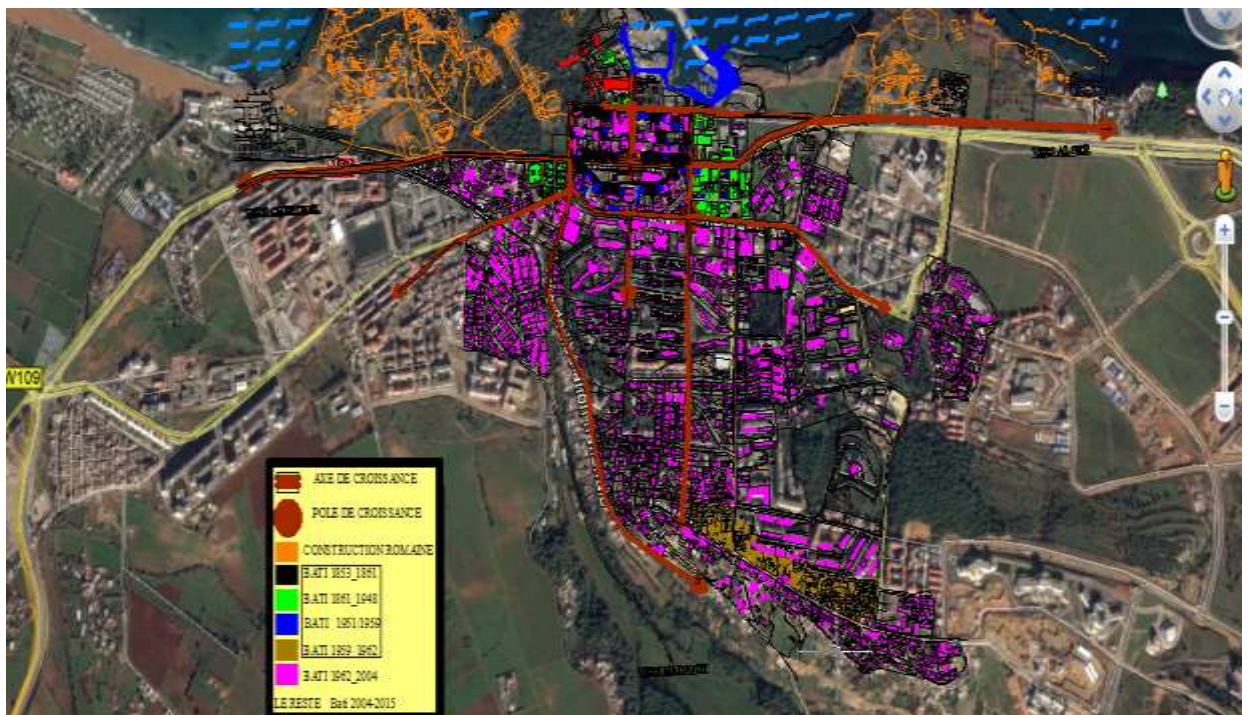 W109
AXE DE CROISSANCE
POLE DE CROISSANCE
CONSTRUCTION ROMAINE
BATI 1853_1861
BATI 1861_1948
BATI 1951/1959
BATI 1959_1962
BATI 1962_2004
LE RESTE Bati 2004-2015